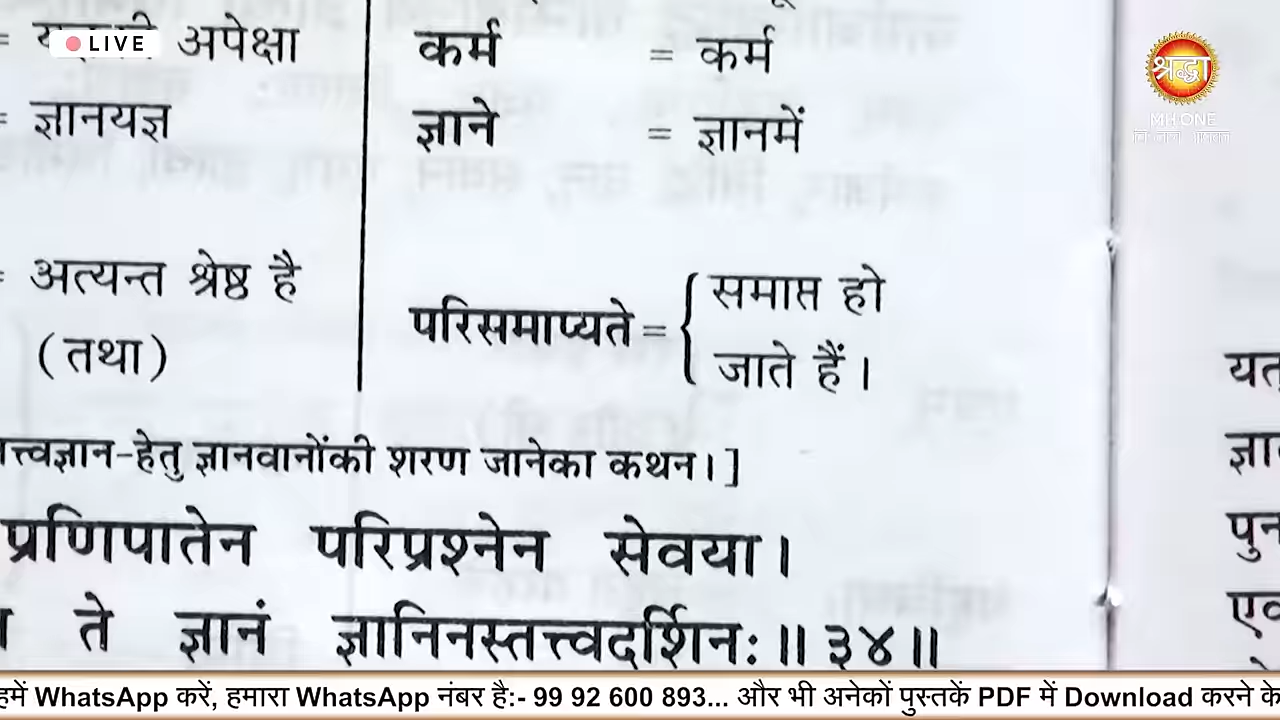 LIVE
= अपेक्षा
= ज्ञानयज्ञ
= अत्यन्त श्रेष्ठ है
(तथा)
कर्म = कर्म
ज्ञाने = ज्ञानमें
परिसमाप्यते = { समाप्त हो
जाते हैं।
त्त्वज्ञान-हेतु ज्ञानवानोंकी शरण जानेका कथन।]
प्रणिपातेन परिप्रश्नेन सेवया।
ते ज्ञानं ज्ञानिनस्तत्त्वदर्शिनः॥ ३४॥
श्रद्धा
MH ONE
यत
ज्ञा
पुन
एव
हमें WhatsApp करें, हमारा WhatsApp नंबर है:- 99 92 600 893... और भी अनेकों पुस्तकें PDF में Download करने के